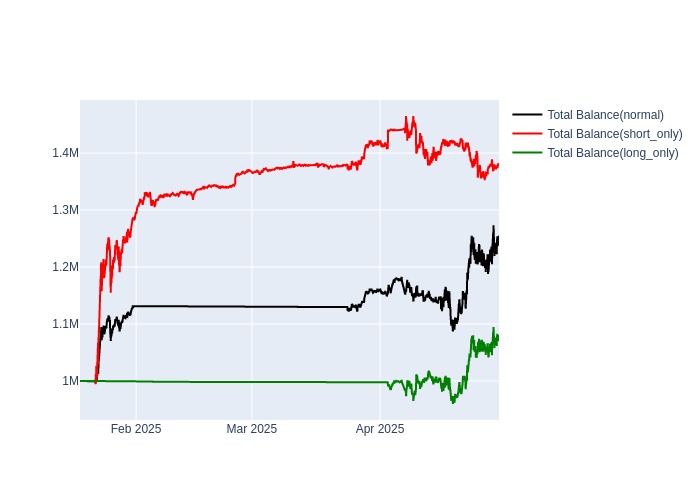 Total Balance(normal)
Total Balance(short_only)
Total Balance(long_only)
1.4M
1.3M
1.2M
1.1M
1M
Feb 2025
Mar 2025
Apr 2025